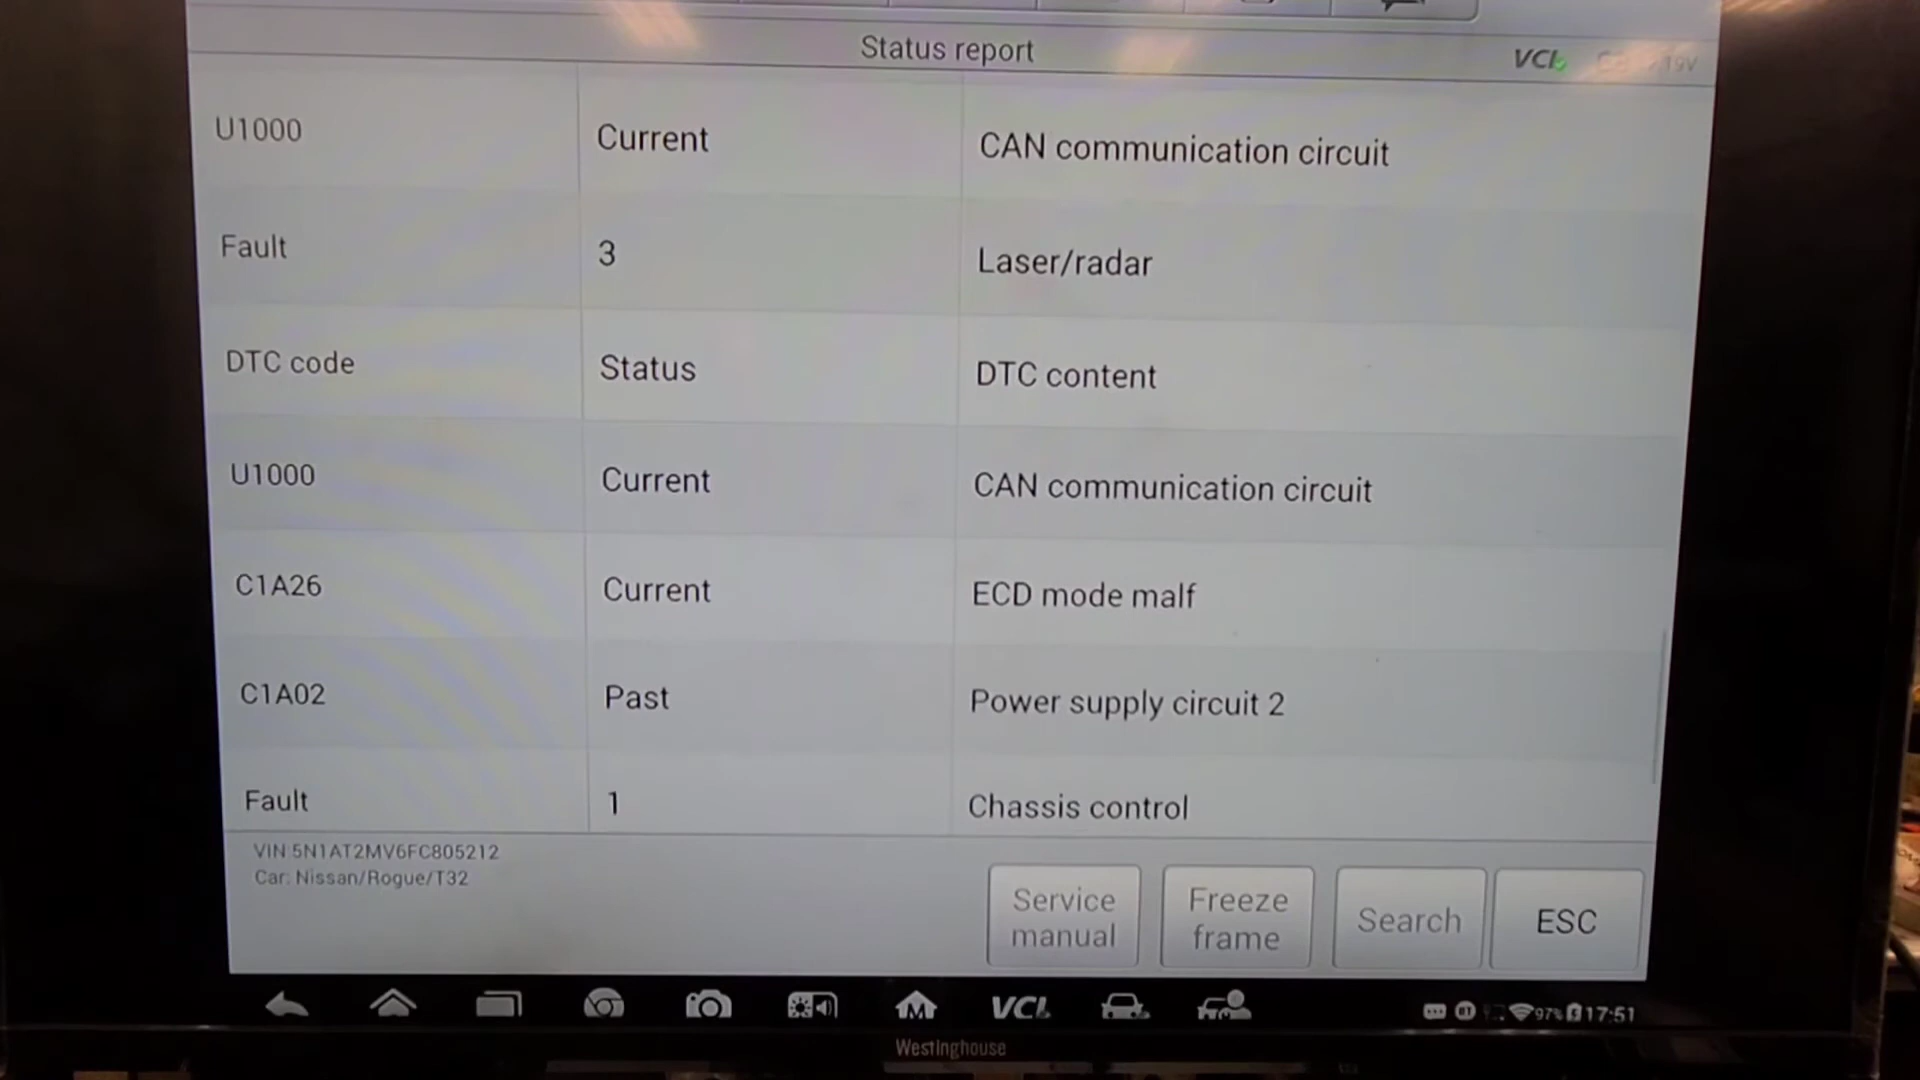 Status report
VCI
U1000 Current CAN communication circuit
Fault 3 Laser/radar
DTC code Status DTC content
U1000 Current CAN communication circuit
C1A26 Current ECD mode malf
C1A02 Past Power supply circuit 2
Fault 1 Chassis control
VIN:5N1AT2MV6FC805212
Car: Nissan/Rogue/T32
Service manual
Freeze frame
Search
ESC
VCI
97%
17:51
Westinghouse